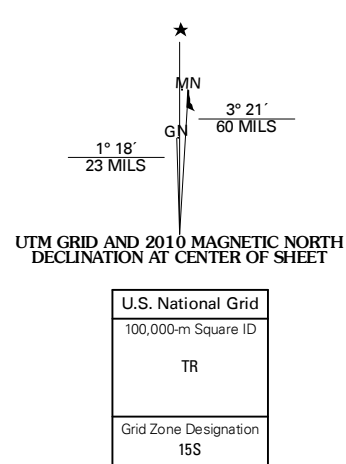 MN
GN
3° 21´
60 MILS
1° 18´
23 MILS
UTM GRID AND 2010 MAGNETIC NORTH
DECLINATION AT CENTER OF SHEET
U.S. National Grid
100,000-m Square ID
TR
Grid Zone Designation
15S